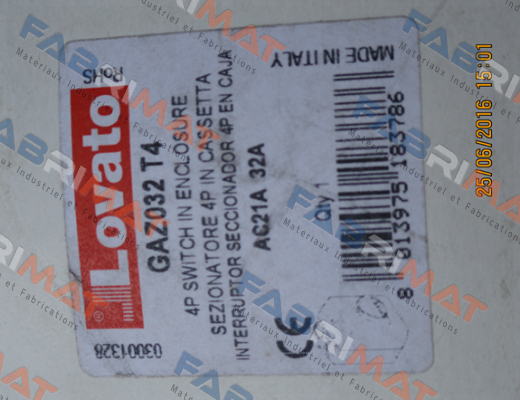 RoHS
MADE IN ITALY
Lovato
®
GAZ032 T4
4P SWITCH IN ENCLOSURE
SEZIONATORE 4P IN CASSETTA
INTERRUPTOR SECCIONADOR 4P EN CAJA
AC21A 32A
Qty 1
8 013975 183786
03001328
CE
25/06/2016 15:01
FABRIMAT
Materiaux Industriel et Fabrications